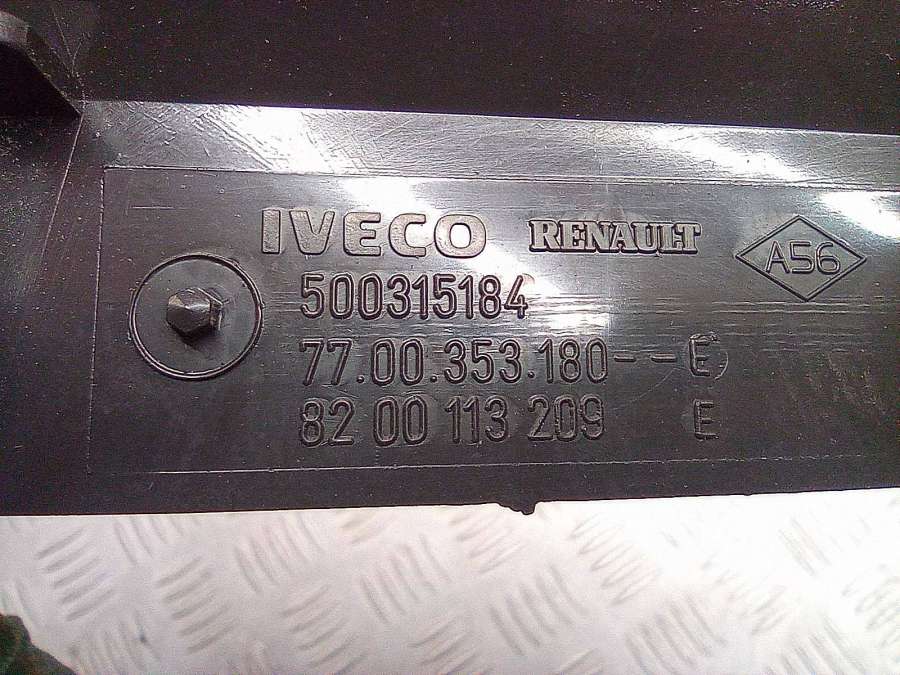 IVECO RENAULT A56
500315184
77.00.353.180--E
82 00 113 209 E